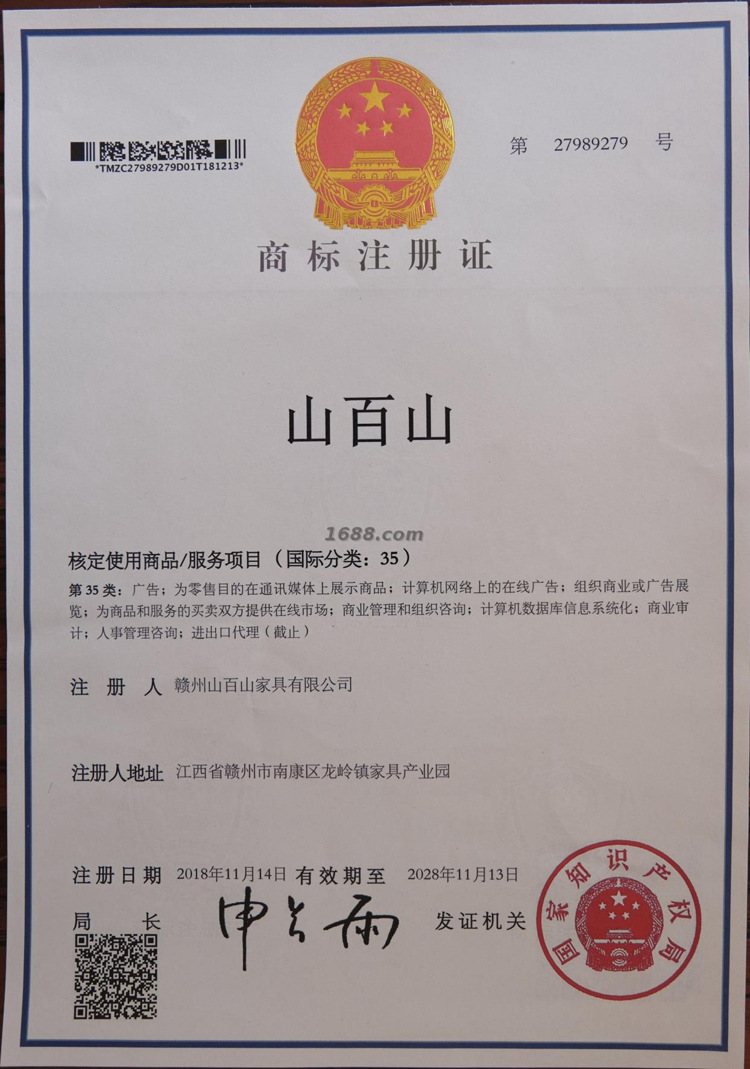 *TMZC27989279D01T181213*
第 27989279 号
商标注册证
山百山
1688.com
核定使用商品/服务项目（国际分类：35）
第 35 类：广告；为零售目的在通讯媒体上展示商品；计算机网络上的在线广告；组织商业或广告展
览；为商品和服务的买卖双方提供在线市场；商业管理和组织咨询；计算机数据库信息系统化；商业审
计；人事管理咨询；进出口代理（截止）
注 册 人 赣州山百山家具有限公司
注册人地址 江西省赣州市南康区龙岭镇家具产业园
注册日期 2018年11月14日 有效期至 2028年11月13日
局 长 申长雨 发证机关
国家知识产权局